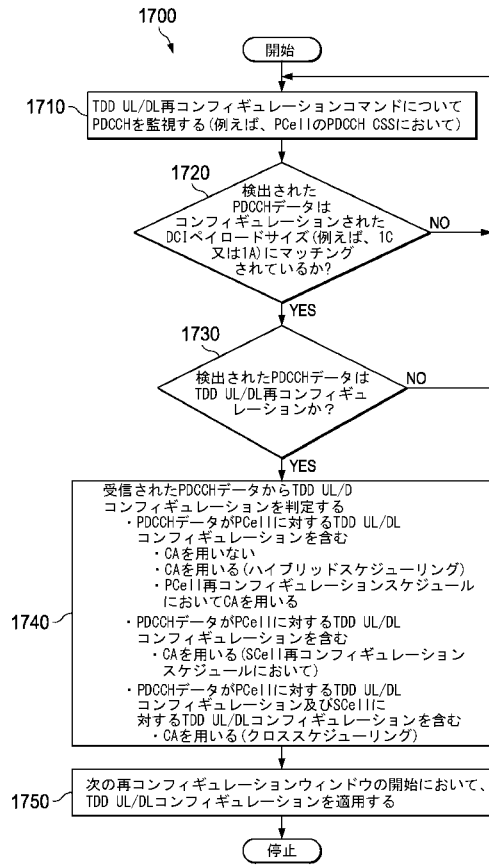 1700
開始
1710
TDD UL/DL再コンフィギュレーションコマンドについて
PDCCHを監視する(例えば、PCellのPDCCH CSSにおいて)
1720
検出された
PDCCHデータは
コンフィギュレーションされた
DCIペイロードサイズ(例えば、1C
又は1A)にマッチング
されているか?
NO
YES
1730
検出されたPDCCHデータは
TDD UL/DL再コンフィギュ
レーションか？
NO
YES
1740
受信されたPDCCHデータからTDD UL/D
コンフィギュレーションを判定する
・PDCCHデータがPCellに対するTDD UL/DL
コンフィギュレーションを含む
・CAを用いない
・CAを用いる(ハイブリッドスケジューリング)
・PCell再コンフィギュレーションスケジュール
においてCAを用いる
・PDCCHデータがPCellに対するTDD UL/DL
コンフィギュレーションを含む
・CAを用いる(SCell再コンフィギュレーション
スケジュールにおいて)
・PDCCHデータがPCellに対するTDD UL/DL
コンフィギュレーション及びSCellに
対するTDD UL/DLコンフィギュレーションを含む
・CAを用いる(クロススケジューリング)
1750
次の再コンフィギュレーションウィンドウの開始において、
TDD UL/DLコンフィギュレーションを適用する
停止